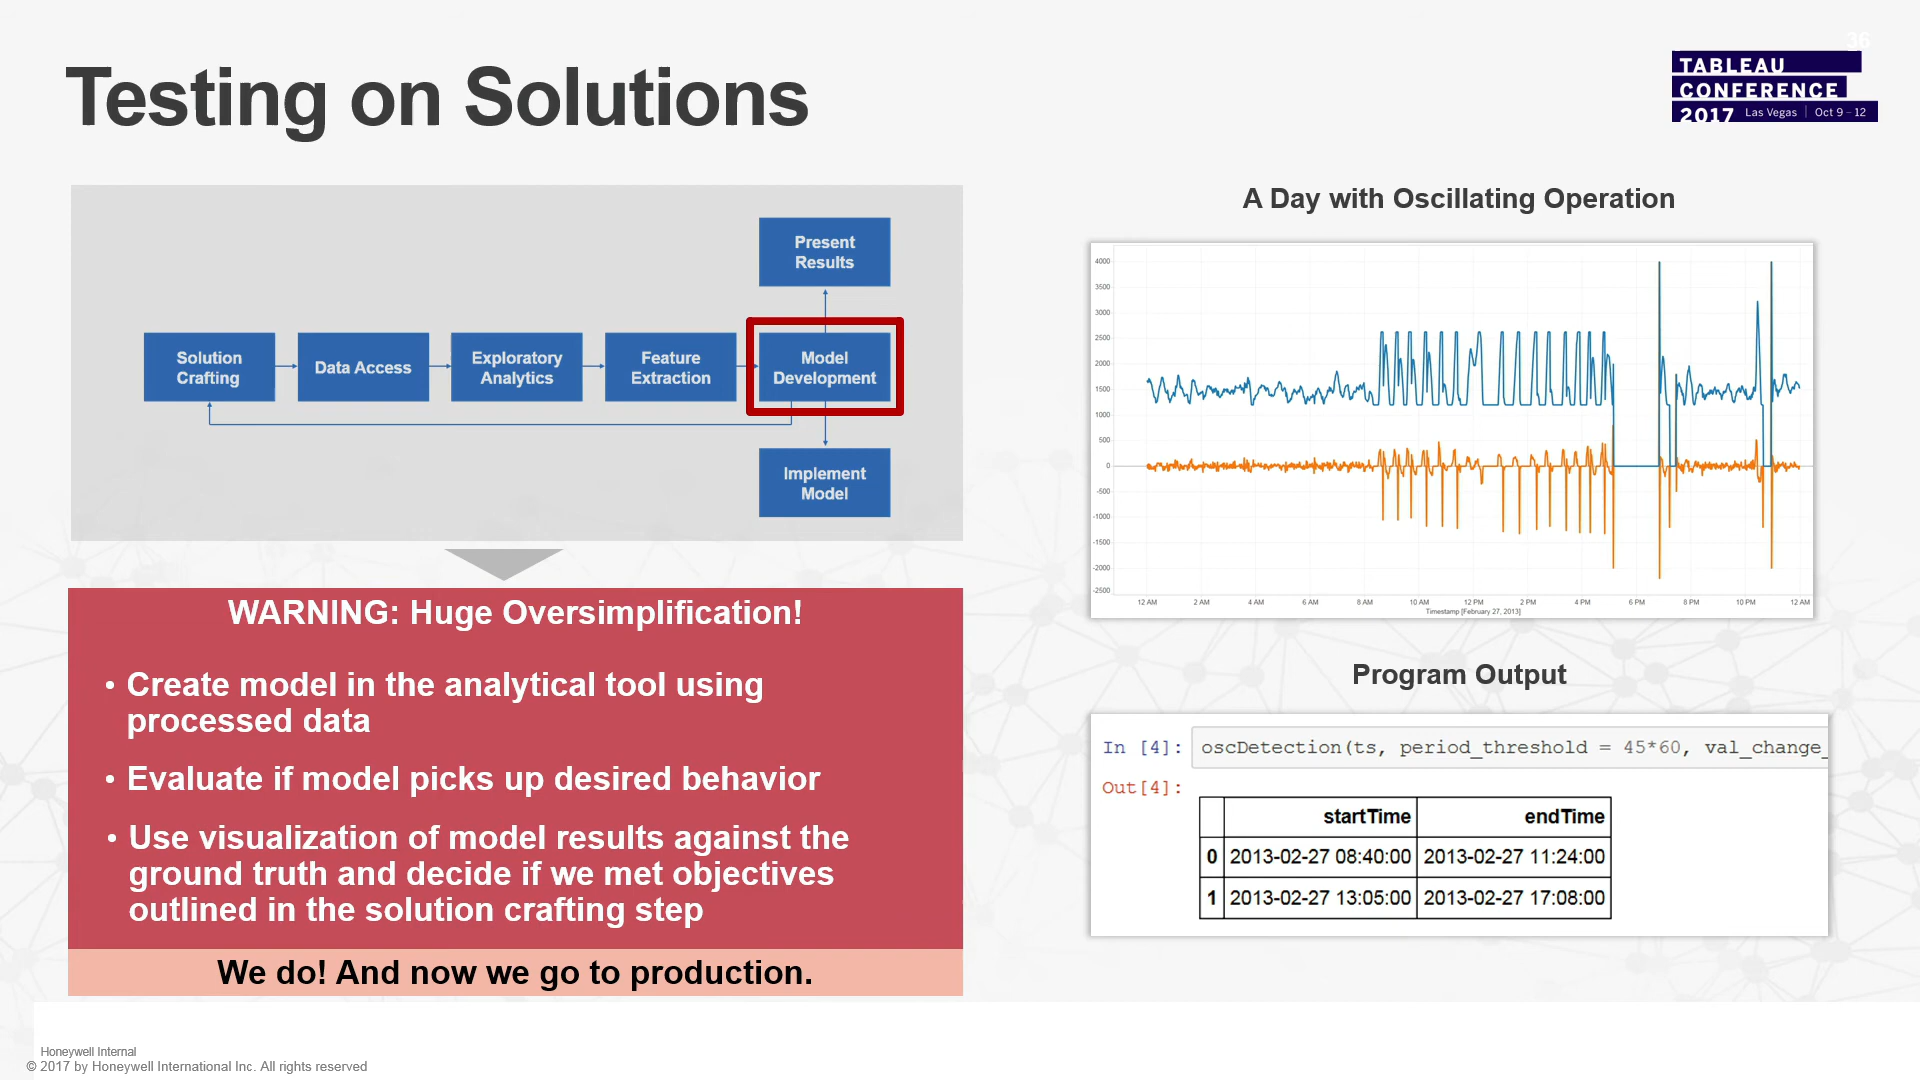 36
Testing on Solutions
TABLEAU
CONFERENCE
2017 Las Vegas | Oct 9 – 12
Present
Results
Solution
Crafting
Data Access
Exploratory
Analytics
Feature
Extraction
Model
Development
Implement
Model
WARNING: Huge Oversimplification!
• Create model in the analytical tool using
processed data
• Evaluate if model picks up desired behavior
• Use visualization of model results against the
ground truth and decide if we met objectives
outlined in the solution crafting step
We do! And now we go to production.
A Day with Oscillating Operation
4000
3500
3000
2500
2000
1500
1000
500
0
-500
-1000
-1500
-2000
-2500
12 AM 2 AM 4 AM 6 AM 8 AM 10 AM 12 PM 2 PM 4 PM 6 PM 8 PM 10 PM 12 AM
Timestamp [February 27, 2013]
Program Output
In [4]: oscDetection(ts, period_threshold = 45*60, val_change_
Out[4]:
startTime endTime
0 2013-02-27 08:40:00 2013-02-27 11:24:00
1 2013-02-27 13:05:00 2013-02-27 17:08:00
Honeywell Internal
© 2017 by Honeywell International Inc. All rights reserved